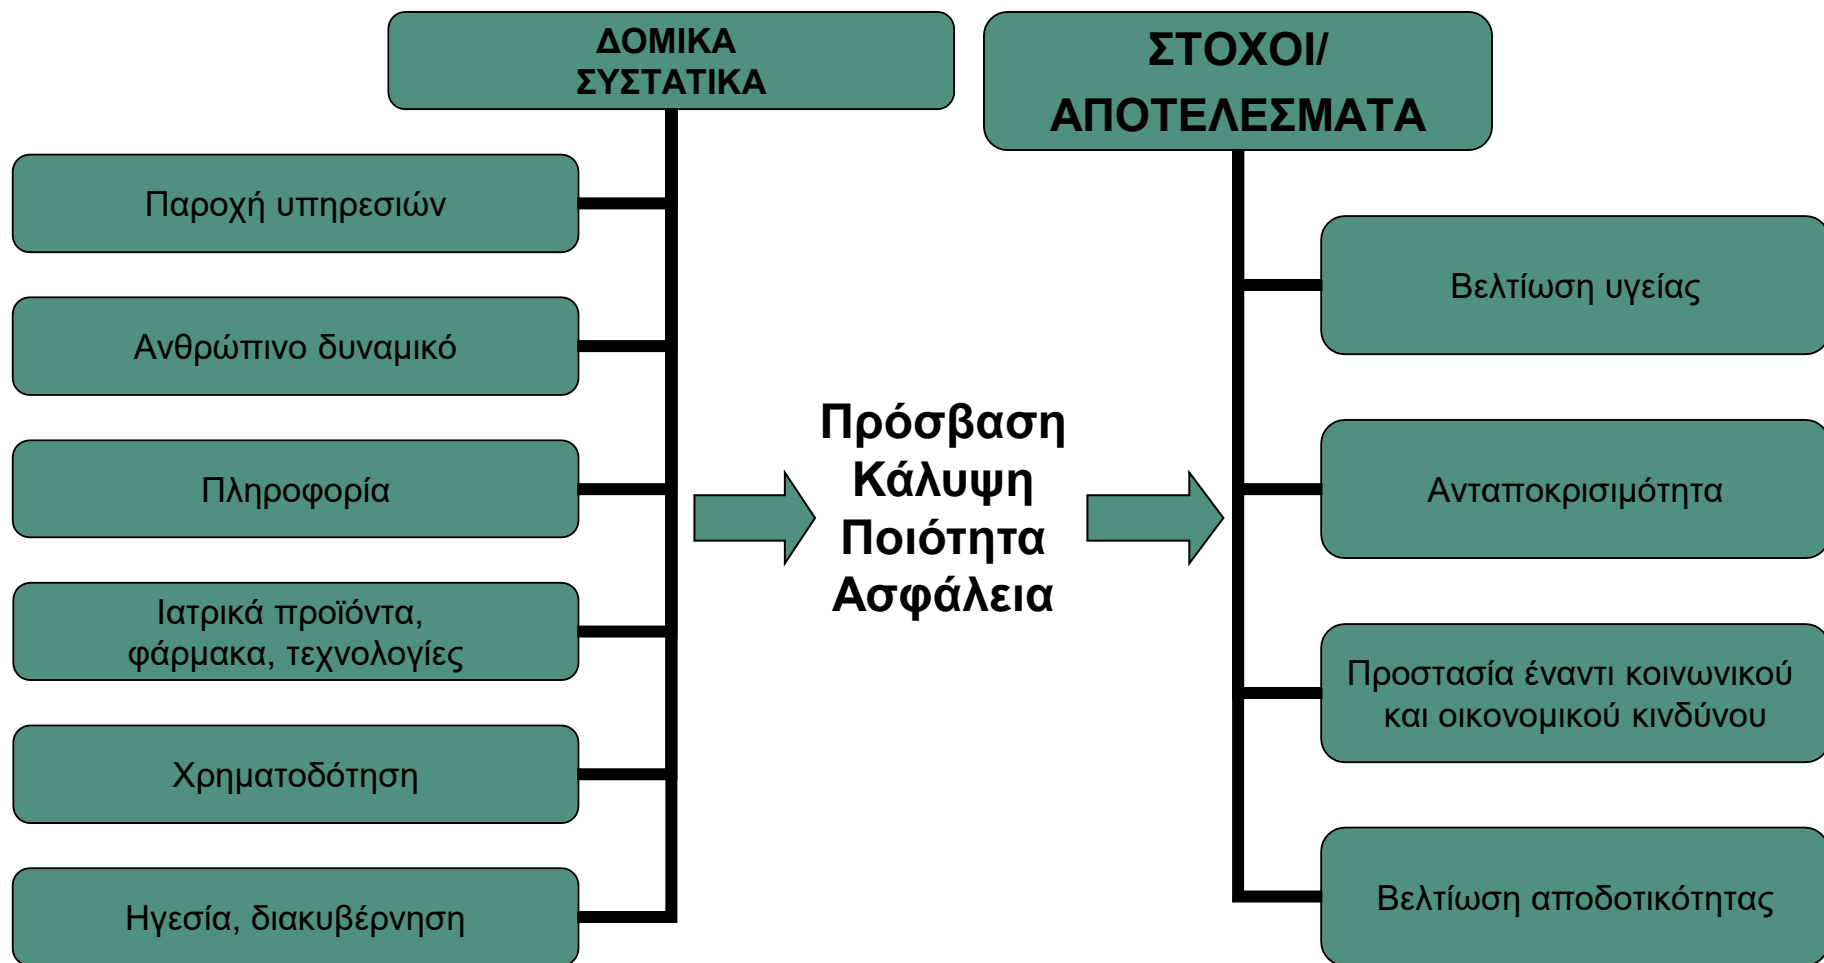 ΔΟΜΙΚΑ
ΣΥΣΤΑΤΙΚΑ
Παροχή υπηρεσιών
Ανθρώπινο δυναμικό
Πληροφορία
Ιατρικά προϊόντα,
φάρμακα, τεχνολογίες
Χρηματοδότηση
Ηγεσία, διακυβέρνηση
Πρόσβαση
Κάλυψη
Ποιότητα
Ασφάλεια
ΣΤΟΧΟΙ/
ΑΠΟΤΕΛΕΣΜΑΤΑ
Βελτίωση υγείας
Ανταποκρισιμότητα
Προστασία έναντι κοινωνικού
και οικονομικού κινδύνου
Βελτίωση αποδοτικότητας